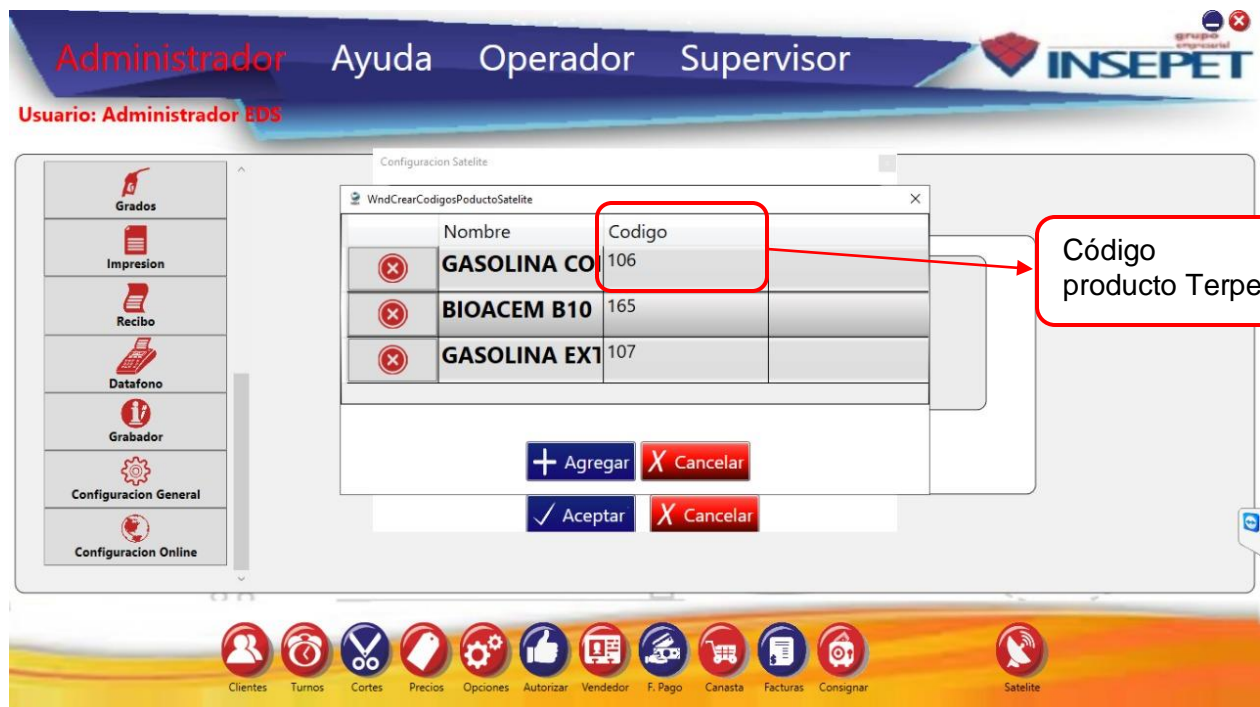 Administrador Ayuda Operador Supervisor
grupo
empresarial
INSEPET
Usuario: Administrador EDS
Grados
Impresion
Recibo
Datafono
Grabador
Configuracion General
Configuracion Online
Configuracion Satelite
WndCrearCodigosPoductoSatelite
Nombre Codigo
GASOLINA CO 106
BIOACEM B10 165
GASOLINA EXT 107
Agregar X Cancelar
Aceptar X Cancelar
Código
producto Terpe
Clientes Turnos Cortes Precios Opciones Autorizar Vendedor F. Pago Canasta Facturas Consignar Satelite